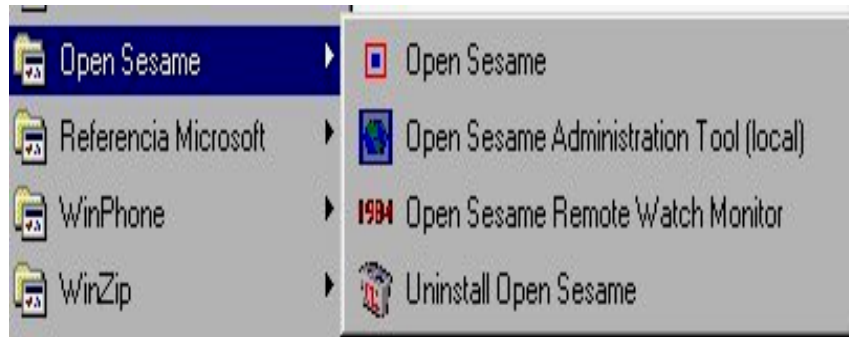 Open Sesame
Referencia Microsoft
WinPhone
WinZip
Open Sesame
Open Sesame Administration Tool (local)
1984 Open Sesame Remote Watch Monitor
Uninstall Open Sesame